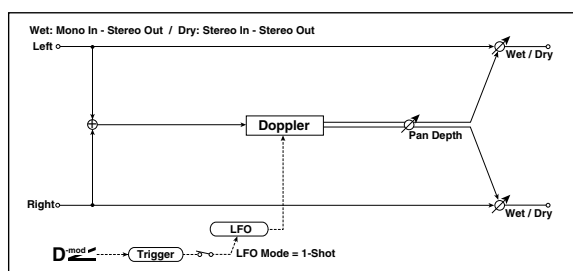 Wet: Mono In - Stereo Out / Dry: Stereo In - Stereo Out
Left
Wet / Dry
Doppler
Pan Depth
Right
Wet / Dry
LFO
D-mod
Trigger
LFO Mode = 1-Shot